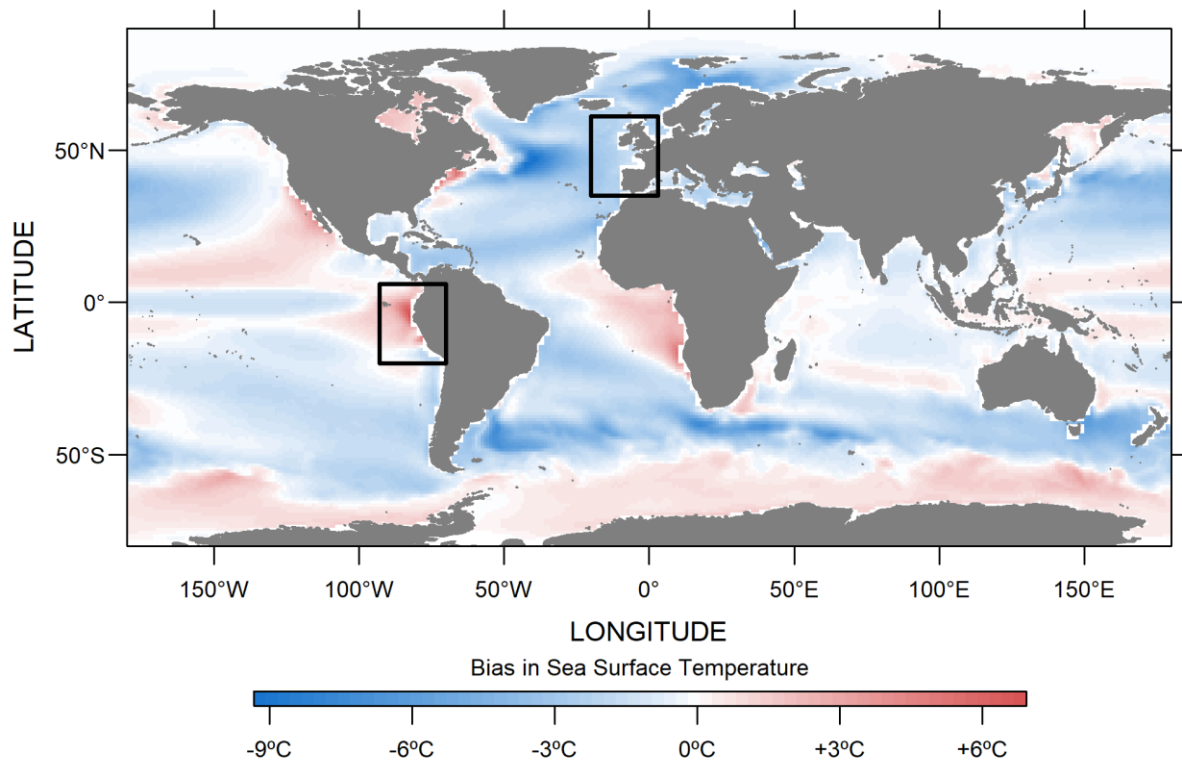 50°N
0°
50°S
LATITUDE
150°W 100°W 50°W 0° 50°E 100°E 150°E
LONGITUDE
Bias in Sea Surface Temperature
-9ºC -6ºC -3ºC 0ºC +3ºC +6ºC